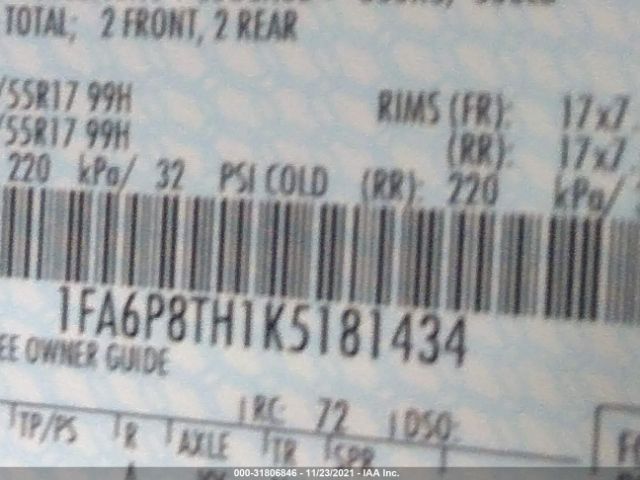 TOTAL; 2 FRONT, 2 REAR
/55R17 99H RIMS (FR): 17x7
/55R17 99H (RR): 17x7
220 kPa/ 32 PSI COLD (RR): 220 kPa/
1FA6P8TH1K5181434
EE OWNER GUIDE
RC: 72 DSO:
TP/PS R AXLE TR SPR
000-31806846 - 11/23/2021 - IAA Inc.